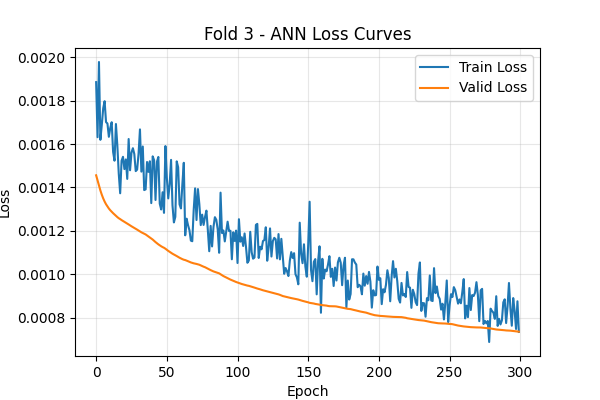 Fold 3 - ANN Loss Curves
Train Loss
Valid Loss
Loss
0.0020
0.0018
0.0016
0.0014
0.0012
0.0010
0.0008
0 50 100 150 200 250 300
Epoch